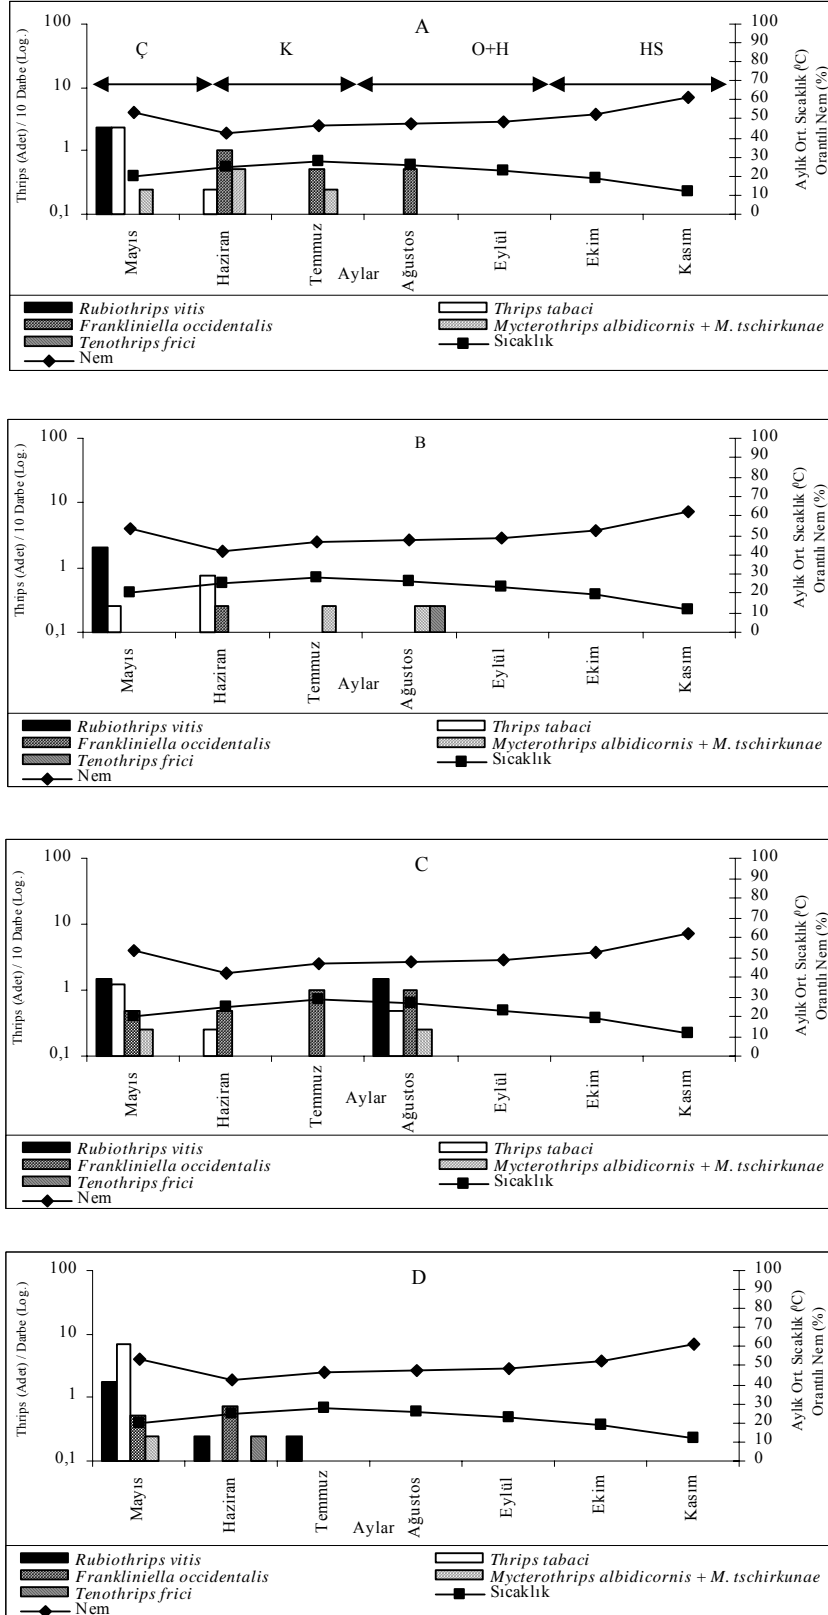 A
Thrips (Adet) / 10 Darbe (Log.)
100
10
1
0,1
Ç K O+H HS
100
90
80
70
60
50
40
30
20
10
0
Aylık Ort. Sıcaklık (⁰C)
Orantılı Nem (%)
Mayıs Haziran Temmuz Ağustos Eylül Ekim Kasım
Aylar
Rubiothrips vitis Thrips tabaci
Frankliniella occidentalis Mycterothrips albidicornis + M. tschirkunae
Tenothrips frici Sıcaklık
Nem
B
Thrips (Adet) / 10 Darbe (Log.)
100
10
1
0,1
100
90
80
70
60
50
40
30
20
10
0
Aylık Ort. Sıcaklık (⁰C)
Orantılı Nem (%)
Mayıs Haziran Temmuz Ağustos Eylül Ekim Kasım
Aylar
Rubiothrips vitis Thrips tabaci
Frankliniella occidentalis Mycterothrips albidicornis + M. tschirkunae
Tenothrips frici Sıcaklık
Nem
C
Thrips (Adet) / 10 Darbe (Log.)
100
10
1
0,1
100
90
80
70
60
50
40
30
20
10
0
Aylık Ort. Sıcaklık (⁰C)
Orantılı Nem (%)
Mayıs Haziran Temmuz Ağustos Eylül Ekim Kasım
Aylar
Rubiothrips vitis Thrips tabaci
Frankliniella occidentalis Mycterothrips albidicornis + M. tschirkunae
Tenothrips frici Sıcaklık
Nem
D
Thrips (Adet) / Darbe (Log.)
100
10
1
0,1
100
90
80
70
60
50
40
30
20
10
0
Aylık Ort. Sıcaklık (⁰C)
Orantılı Nem (%)
Mayıs Haziran Temmuz Ağustos Eylül Ekim Kasım
Aylar
Rubiothrips vitis Thrips tabaci
Frankliniella occidentalis Mycterothrips albidicornis + M. tschirkunae
Tenothrips frici Sıcaklık
Nem